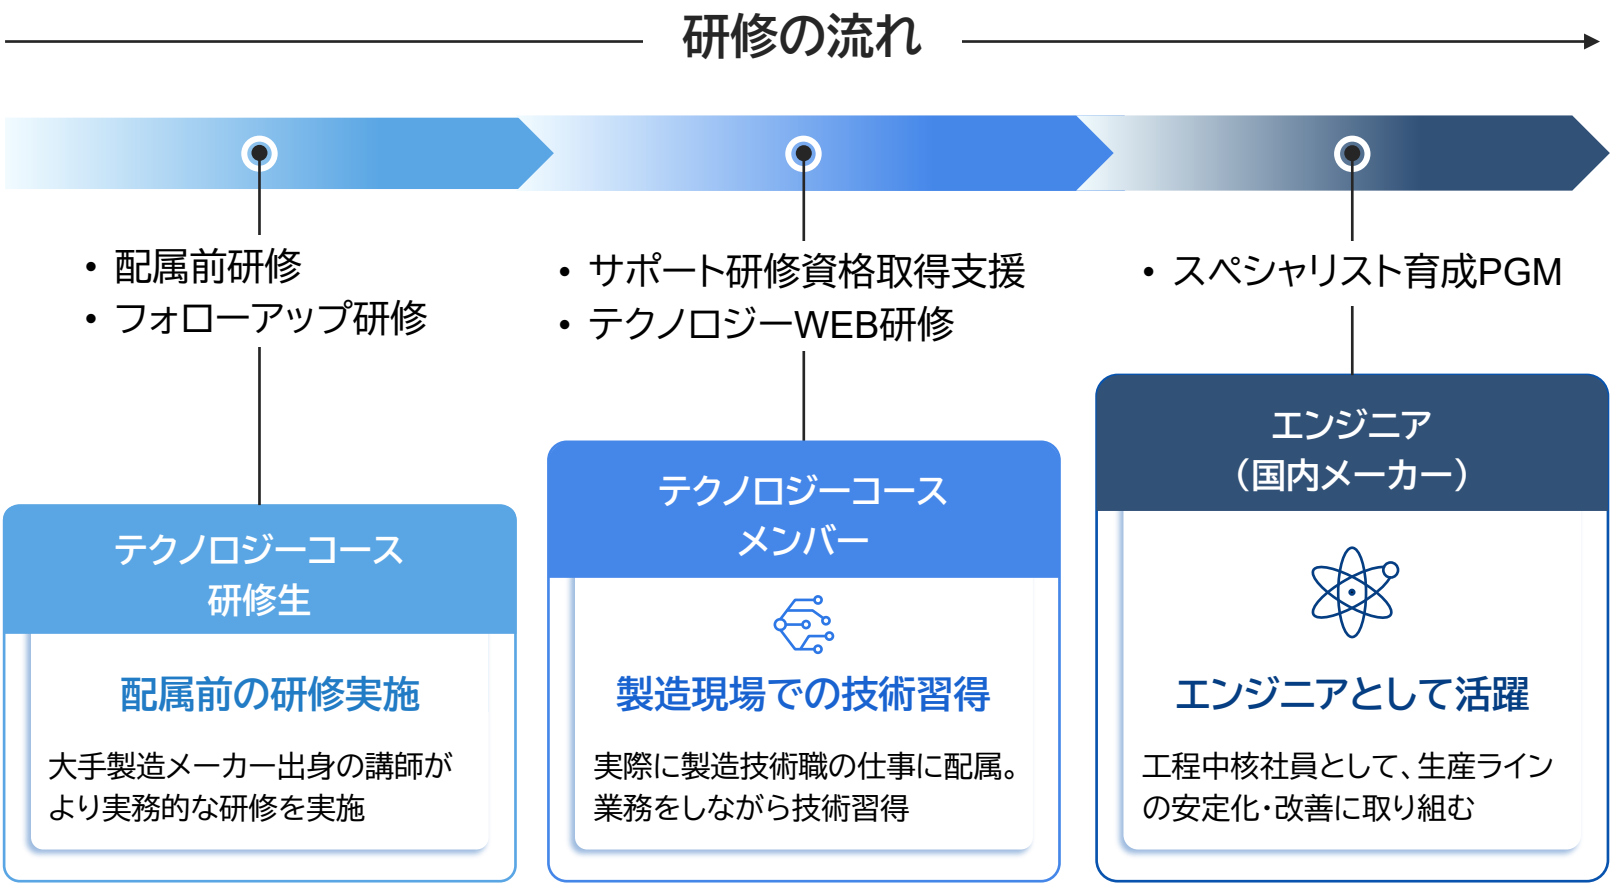 研修の流れ
• 配属前研修
• フォローアップ研修
• サポート研修資格取得支援
• テクノロジーWEB研修
• スペシャリスト育成PGM
テクノロジーコース
研修生
配属前の研修実施
大手製造メーカー出身の講師が
より実務的な研修を実施
テクノロジーコース
メンバー
製造現場での技術習得
実際に製造技術職の仕事に配属。
業務をしながら技術習得
エンジニア
（国内メーカー）
エンジニアとして活躍
工程中核社員として、生産ライン
の安定化・改善に取り組む